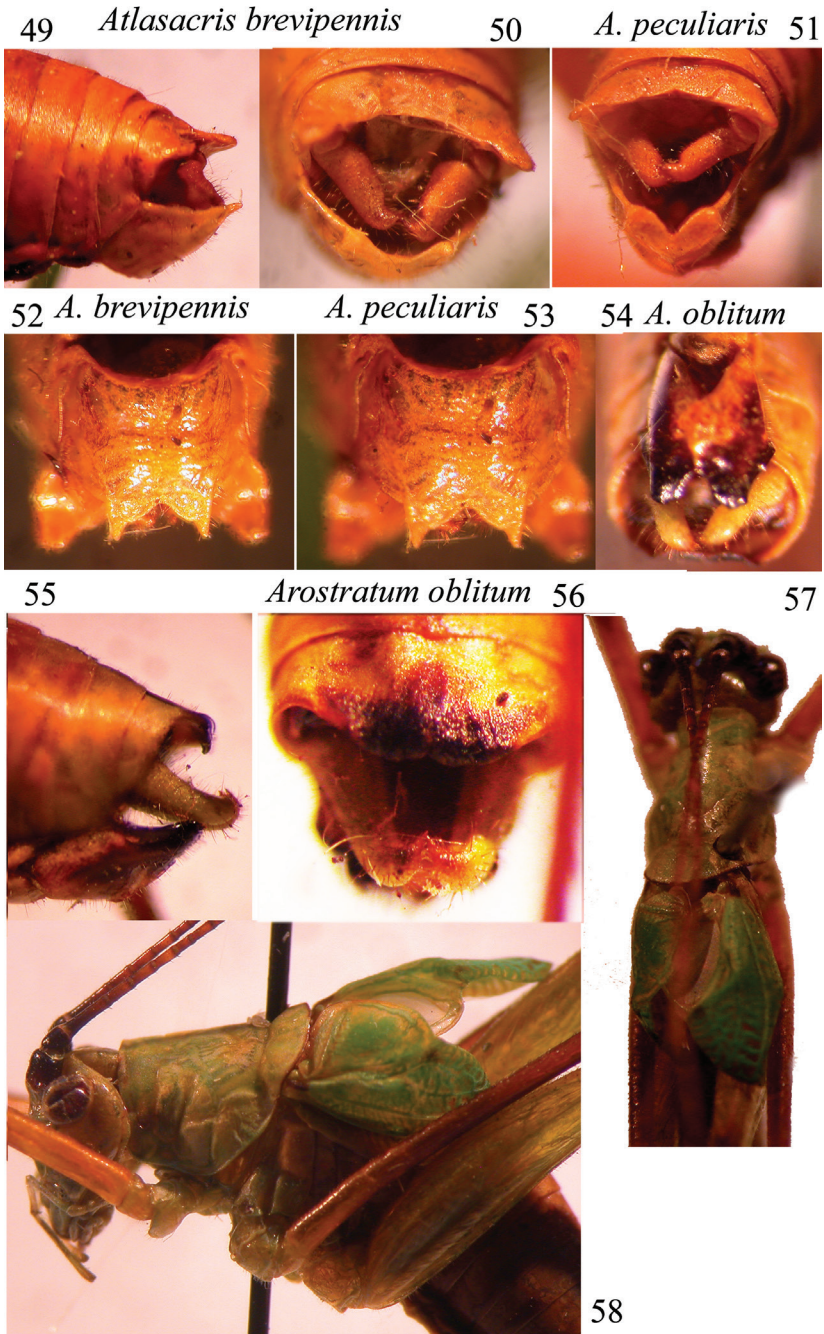 49 Atlasacris brevipennis 50 A. peculiaris 51
52 A. brevipennis A. peculiaris 53 54 A. oblitum
55 Arostratum oblitum 56 57
58